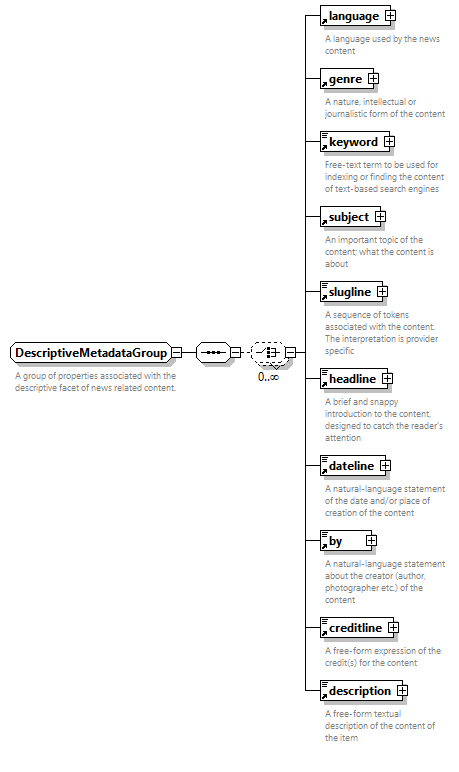 language
A language used by the news
content
genre
A nature, intellectual or
journalistic form of the content
keyword
Free-text term to be used for
indexing or finding the content
of text-based search engines
subject
An important topic of the
content; what the content is
about
slugline
A sequence of tokens
associated with the content.
The interpretation is provider
specific
DescriptiveMetadataGroup
A group of properties associated with the
descriptive facet of news related content.
0..∞
headline
A brief and snappy
introduction to the content,
designed to catch the reader's
attention
dateline
A natural-language statement
of the date and/or place of
creation of the content
by
A natural-language statement
about the creator (author,
photographer etc.) of the
content
creditline
A free-form expression of the
credit(s) for the content
description
A free-form textual
description of the content of
the item